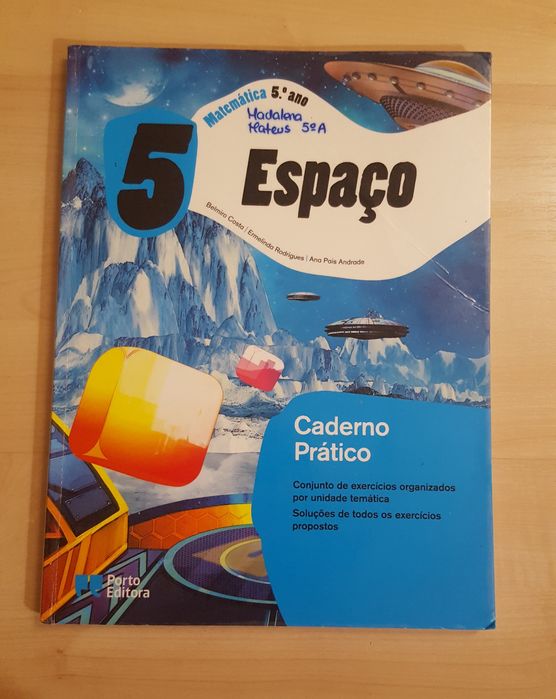 Matemática 5.º ano
Madalena
Mateus 5ºA
5
Espaço
Belmiro Costa | Ermelinda Rodrigues | Ana Pais Andrade
Caderno
Prático
Conjunto de exercícios organizados
por unidade temática
Soluções de todos os exercícios
propostos
Porto
Editora